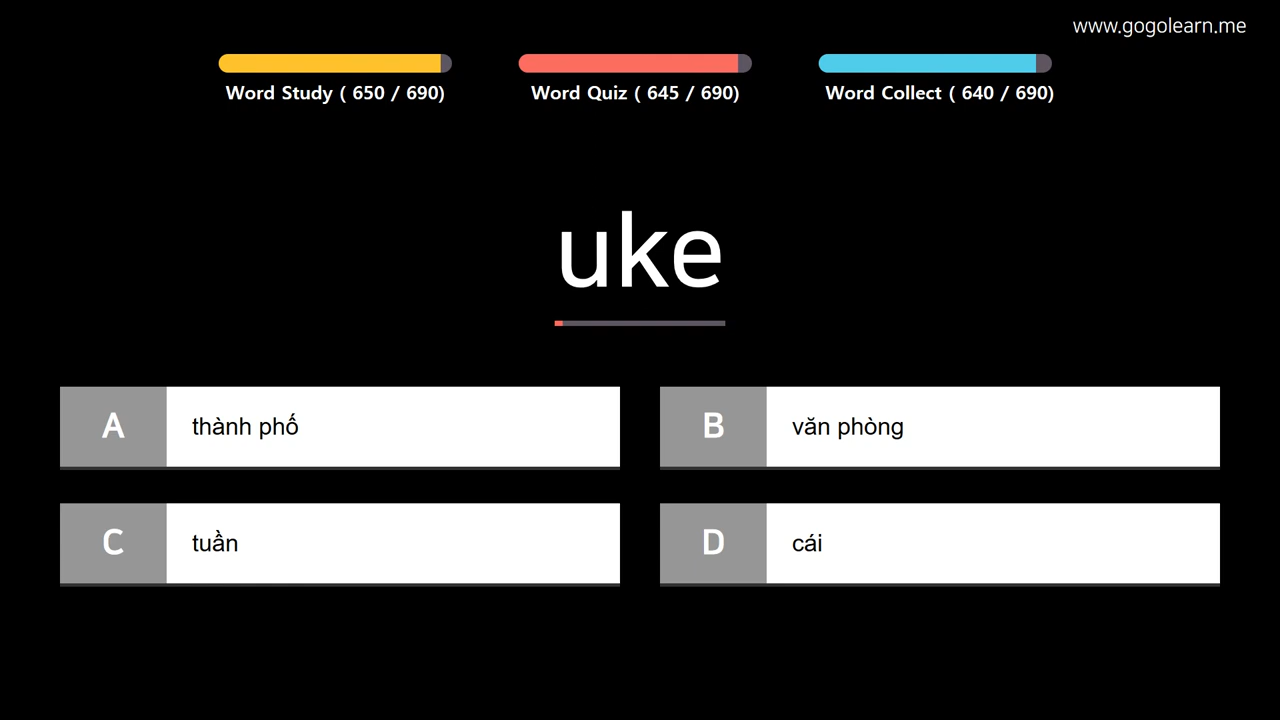 www.gogolearn.me
Word Study ( 650 / 690)
Word Quiz ( 645 / 690)
Word Collect ( 640 / 690)
uke
A thành phố
B văn phòng
C tuần
D cái